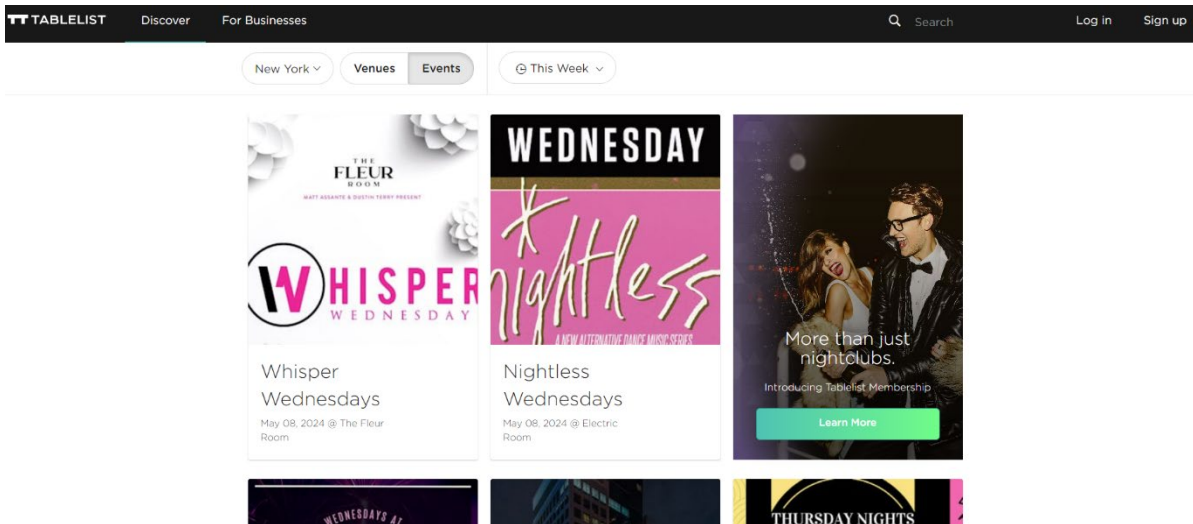 TABLELIST
Discover
For Businesses
Search
Log in
Sign up
New York
Venues
Events
This Week
THE
FLEUR
ROOM
MATT ASSANTE & DUSTIN TERRY PRESENT
WHISPER
WEDNESDAY
Whisper
Wednesdays
May 08, 2024 @ The Fleur
Room
WEDNESDAY
nightless
A NEW ALTERNATIVE DANCE MUSIC SERIES
Nightless
Wednesdays
May 08, 2024 @ Electric
Room
More than just
nightclubs.
Introducing Tablelist Membership
Learn More
WEDNESDAYS AT
THURSDAY NIGHTS